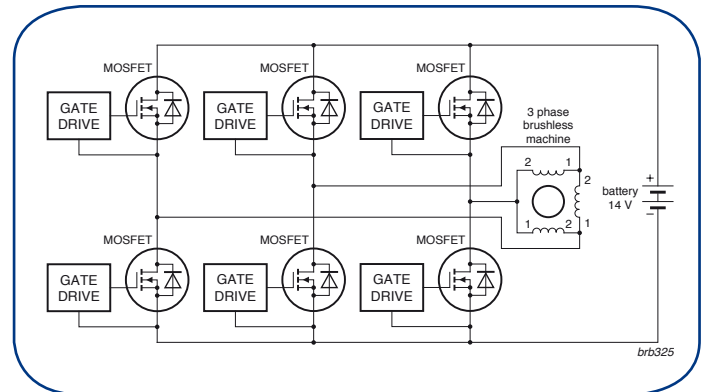 MOSFET
MOSFET
MOSFET
GATE
DRIVE
GATE
DRIVE
GATE
DRIVE
3 phase
brushless
machine
2 1
2
1
1 2
battery
14 V
+
–
MOSFET
MOSFET
MOSFET
GATE
DRIVE
GATE
DRIVE
GATE
DRIVE
brb325